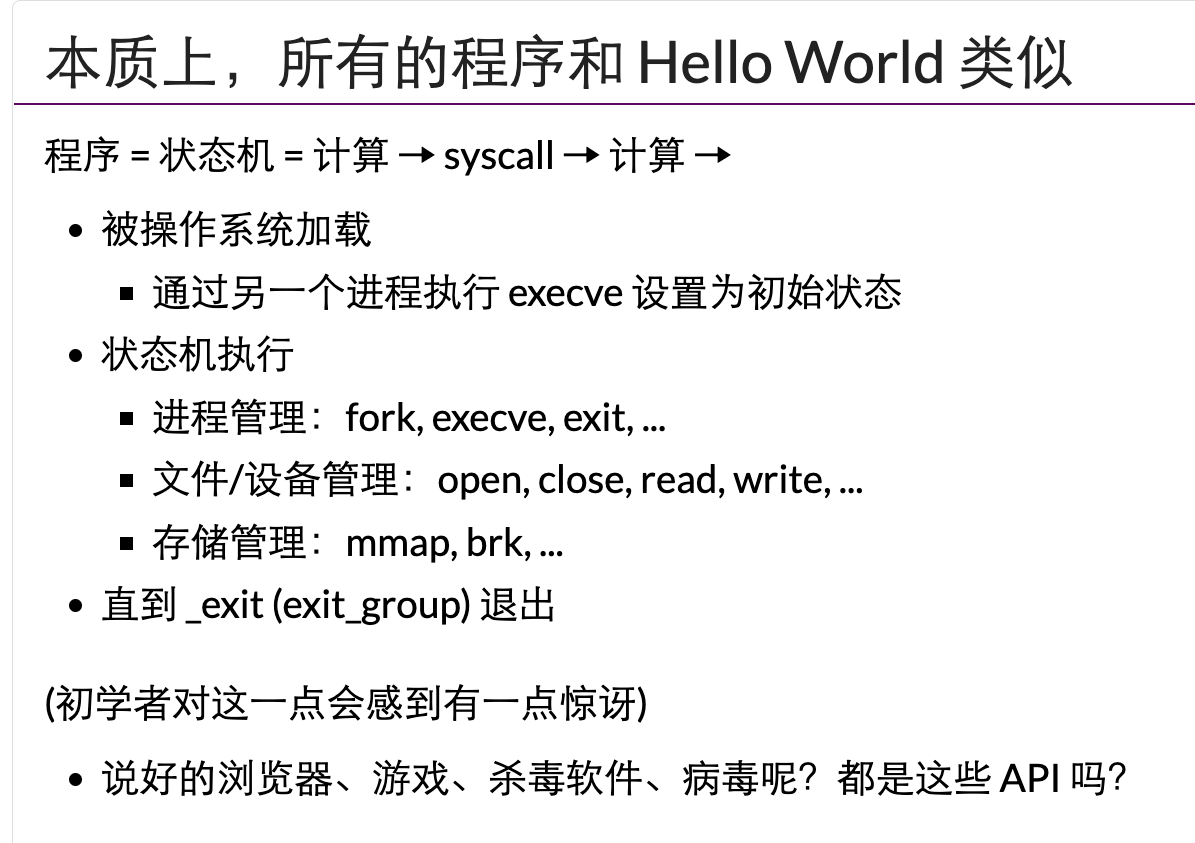 本质上，所有的程序和 Hello World 类似
程序 = 状态机 = 计算 → syscall → 计算 →
• 被操作系统加载
▪ 通过另一个进程执行 execve 设置为初始状态
• 状态机执行
▪ 进程管理：fork, execve, exit, ...
▪ 文件/设备管理：open, close, read, write, ...
▪ 存储管理：mmap, brk, ...
• 直到 _exit (exit_group) 退出
(初学者对这一点会感到有一点惊讶)
• 说好的浏览器、游戏、杀毒软件、病毒呢？都是这些 API 吗？